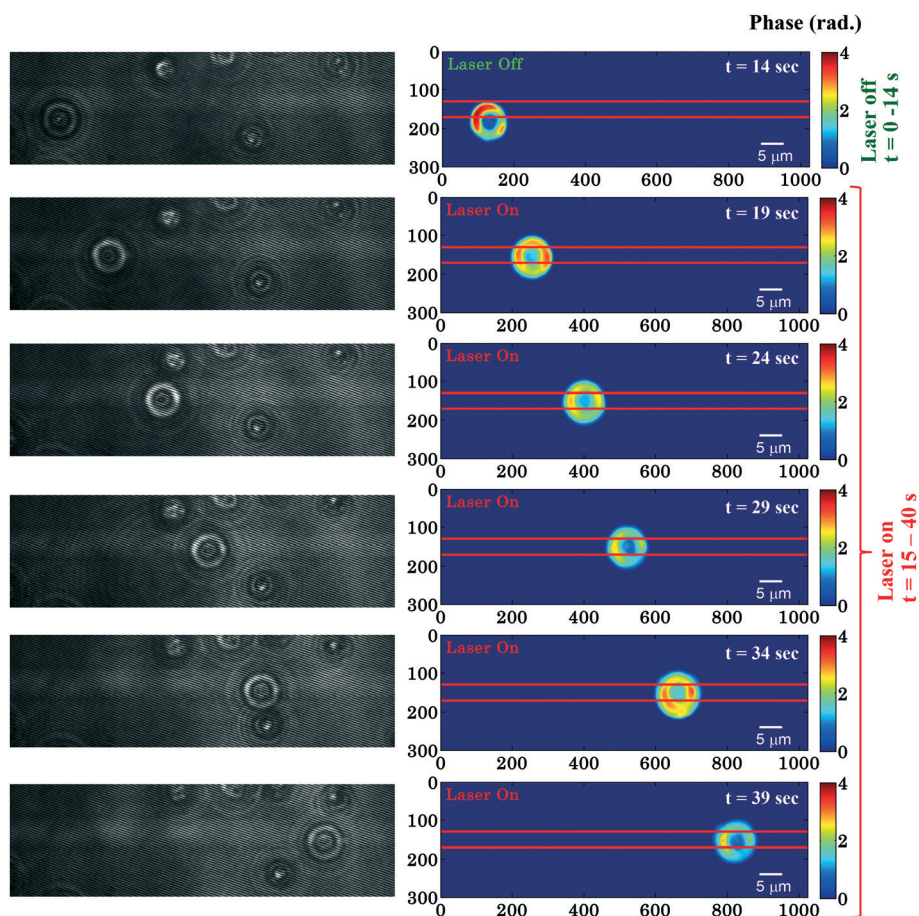 Phase (rad.)
0
100
200
300
Laser Off
t = 14 sec
5 μm
0 200 400 600 800 1000
4
2
0
Laser off
t = 0 -14 s
0
100
200
300
Laser On
t = 19 sec
5 μm
0 200 400 600 800 1000
4
2
0
0
100
200
300
Laser On
t = 24 sec
5 μm
0 200 400 600 800 1000
4
2
0
0
100
200
300
Laser On
t = 29 sec
5 μm
0 200 400 600 800 1000
4
2
0
0
100
200
300
Laser On
t = 34 sec
5 μm
0 200 400 600 800 1000
4
2
0
0
100
200
300
Laser On
t = 39 sec
5 μm
0 200 400 600 800 1000
4
2
0
Laser on
t = 15 – 40 s